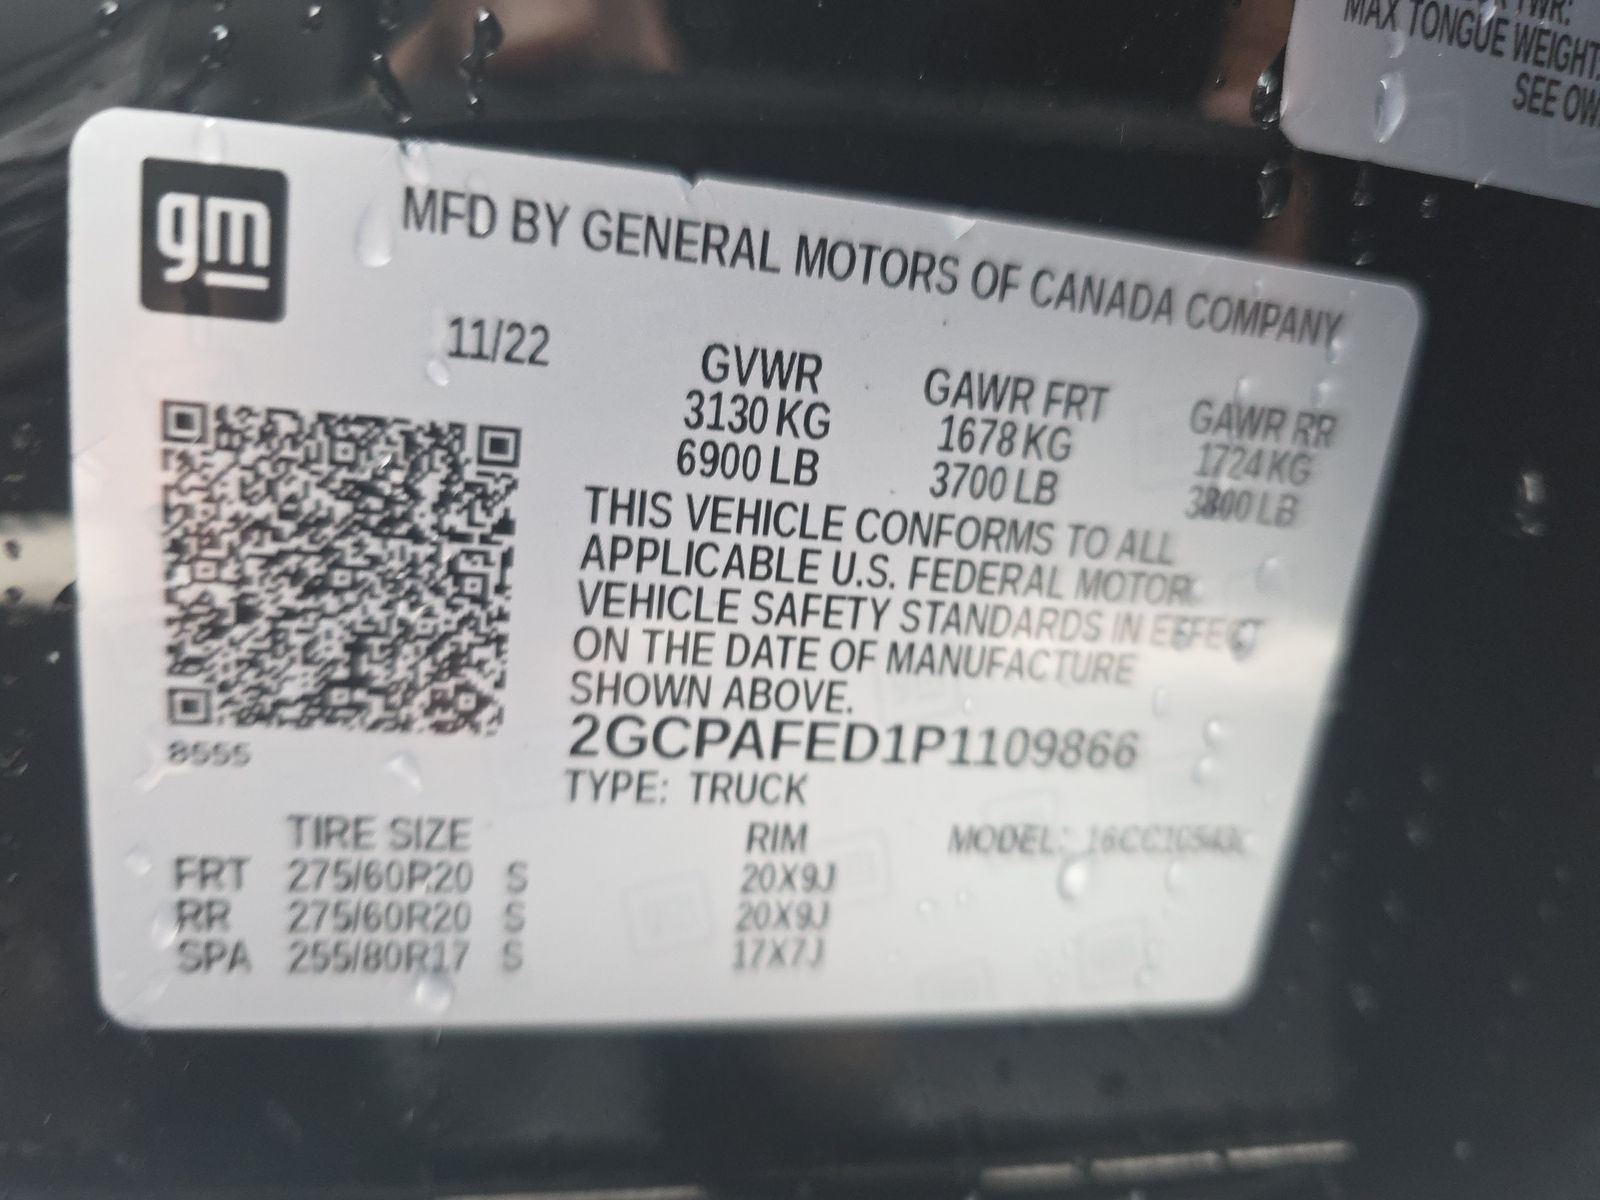 TWR:
MAX TONGUE WEIGHT
SEE OW
gm
MFD BY GENERAL MOTORS OF CANADA COMPANY
11/22
GVWR GAWR FRT GAWR RR
3130 KG 1678 KG 1724 KG
6900 LB 3700 LB 3800 LB
THIS VEHICLE CONFORMS TO ALL
APPLICABLE U.S. FEDERAL MOTOR
VEHICLE SAFETY STANDARDS IN EFFECT
ON THE DATE OF MANUFACTURE
SHOWN ABOVE.
2GCPAFED1P1109866
8555
TYPE: TRUCK
TIRE SIZE RIM MODEL:
FRT 275/60R20 S 20X9J
RR 275/60R20 S 20X9J
SPA 255/80R17 S 17X7J